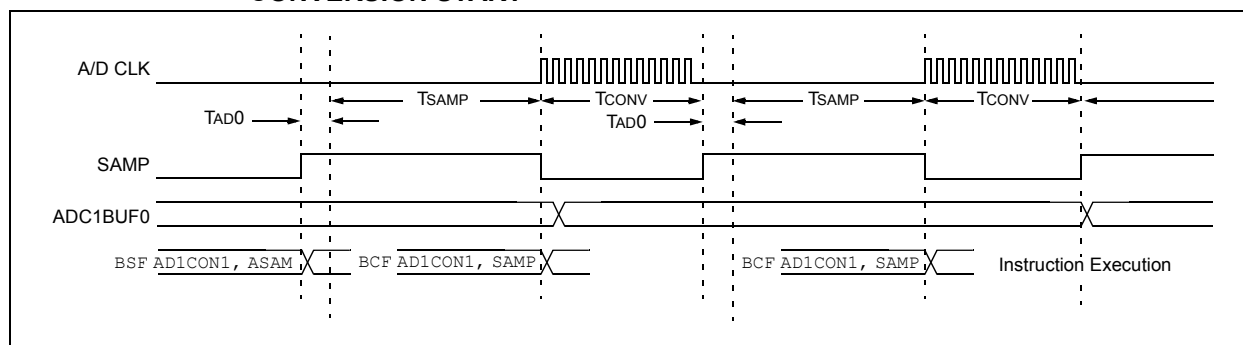 A/D CLK
TSAMP TCONV TSAMP TCONV
TAD0 TAD0
SAMP
ADC1BUF0
BSF AD1CON1, ASAM BCF AD1CON1, SAMP BCF AD1CON1, SAMP Instruction Execution